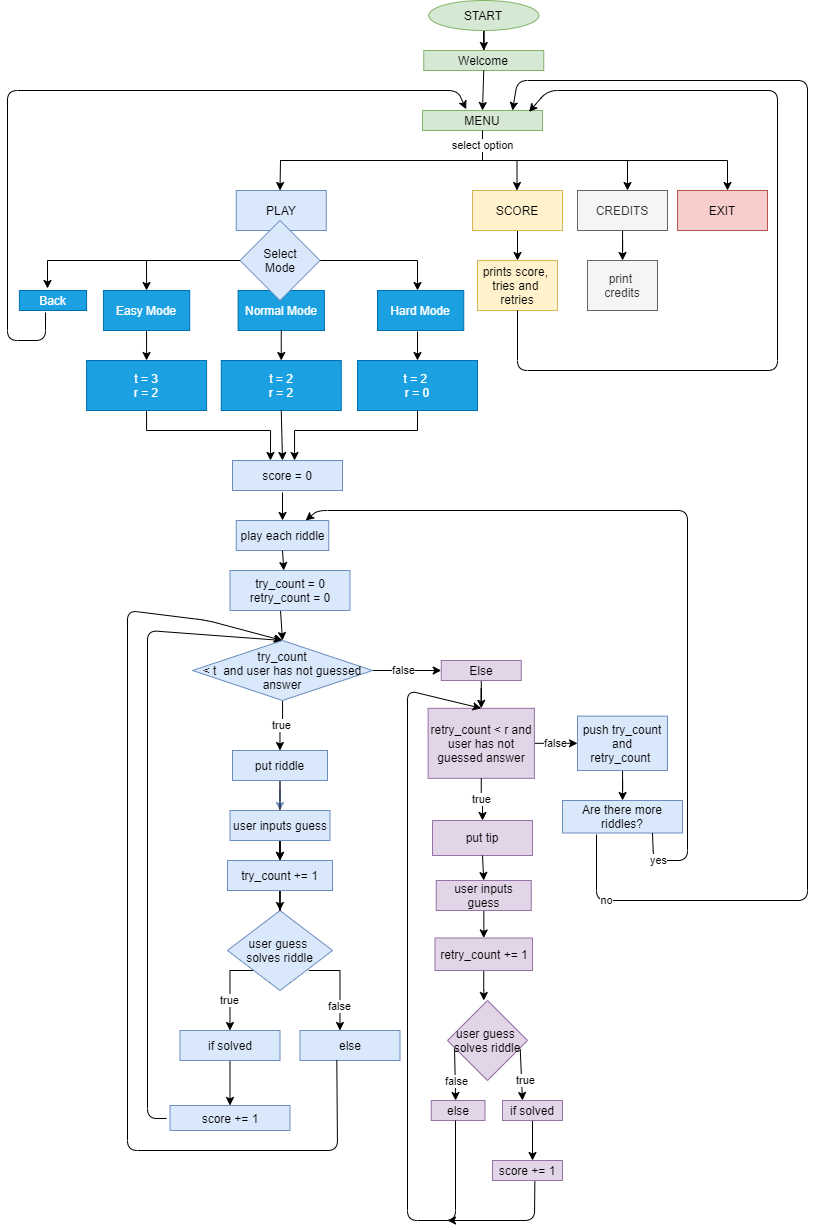 START
Welcome
MENU
select option
PLAY
SCORE
CREDITS
EXIT
Select
Mode
prints score,
tries and
retries
print
credits
Back
Easy Mode
Normal Mode
Hard Mode
t = 3
r = 2
t = 2
r = 2
t = 2
r = 0
score = 0
play each riddle
try_count = 0
retry_count = 0
try_count
< t and user has not guessed
answer
false
Else
true
retry_count < r and
user has not
guessed answer
false
push try_count
and
retry_count
put riddle
true
Are there more
riddles?
user inputs guess
put tip
yes
try_count += 1
user inputs
guess
no
user guess
solves riddle
retry_count += 1
true
false
if solved
else
user guess
solves riddle
false
true
score += 1
else
if solved
score += 1